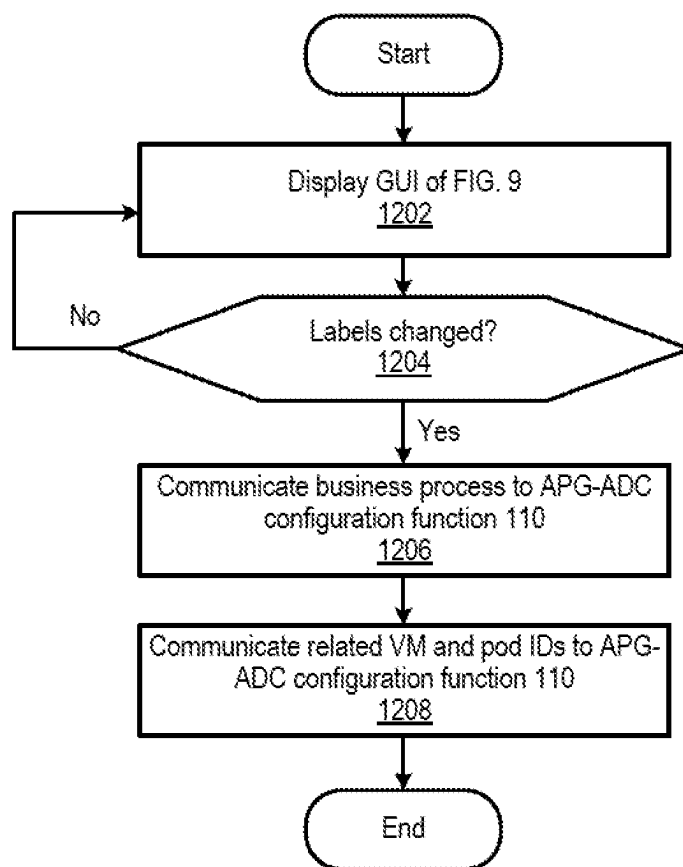 Start
Display GUI of FIG. 9
1202
Labels changed?
1204
No
Yes
Communicate business process to APG-ADC
configuration function 110
1206
Communicate related VM and pod IDs to APG-
ADC configuration function 110
1208
End